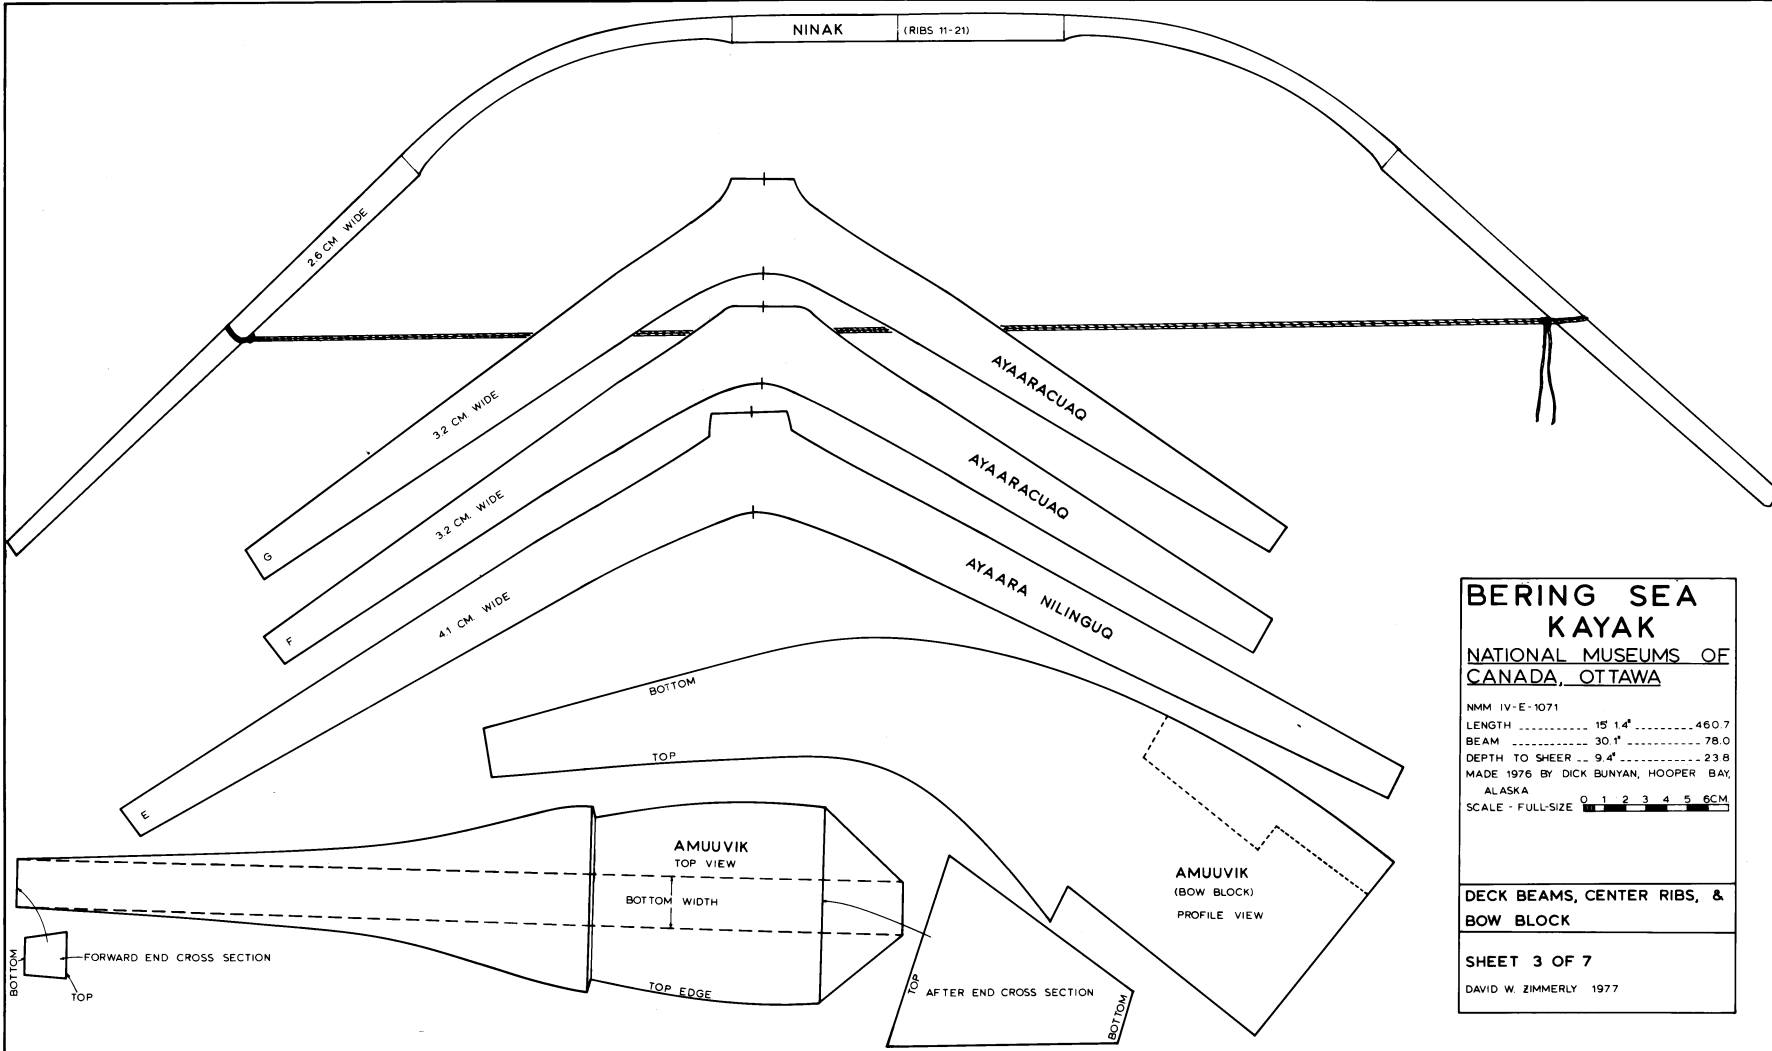 NINAK (RIBS 11-21)
2.6 CM WIDE
3.2 CM. WIDE
AYAARACUAQ
G
3.2 CM. WIDE
AYAARACUAQ
F
4.1 CM. WIDE
AYAARA NILINGUQ
E
BOTTOM
TOP
AMUUVIK
TOP VIEW
BOTTOM WIDTH
TOP EDGE
BOTTOM
FORWARD END CROSS SECTION
TOP
TOP
AFTER END CROSS SECTION
BOTTOM
AMUUVIK
(BOW BLOCK)
PROFILE VIEW
BERING SEA
KAYAK
NATIONAL MUSEUMS OF
CANADA, OTTAWA
NMM IV-E-1071
LENGTH 15' 1.4" 460.7
BEAM 30.1" 78.0
DEPTH TO SHEER 9.4" 23.8
MADE 1976 BY DICK BUNYAN, HOOPER BAY,
ALASKA
SCALE - FULL-SIZE 0 1 2 3 4 5 6CM
DECK BEAMS, CENTER RIBS, &
BOW BLOCK
SHEET 3 OF 7
DAVID W. ZIMMERLY 1977